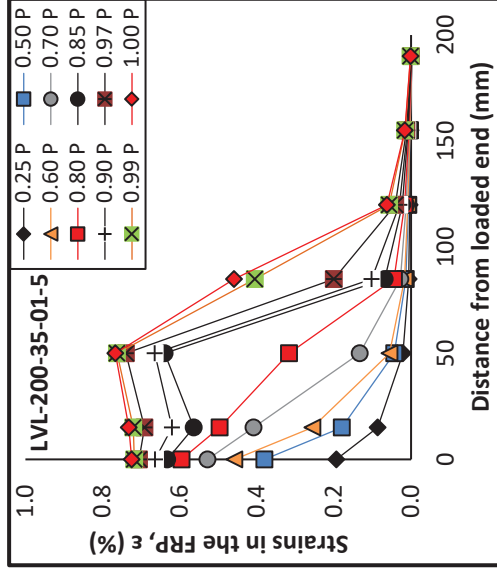 LVL-200-35-01-5
0.25 P 0.50 P
0.60 P 0.70 P
0.80 P 0.85 P
0.90 P 0.97 P
0.99 P 1.00 P
Strains in the FRP, ε (%)
1.0
0.8
0.6
0.4
0.2
0.0
0 50 100 150 200
Distance from loaded end (mm)